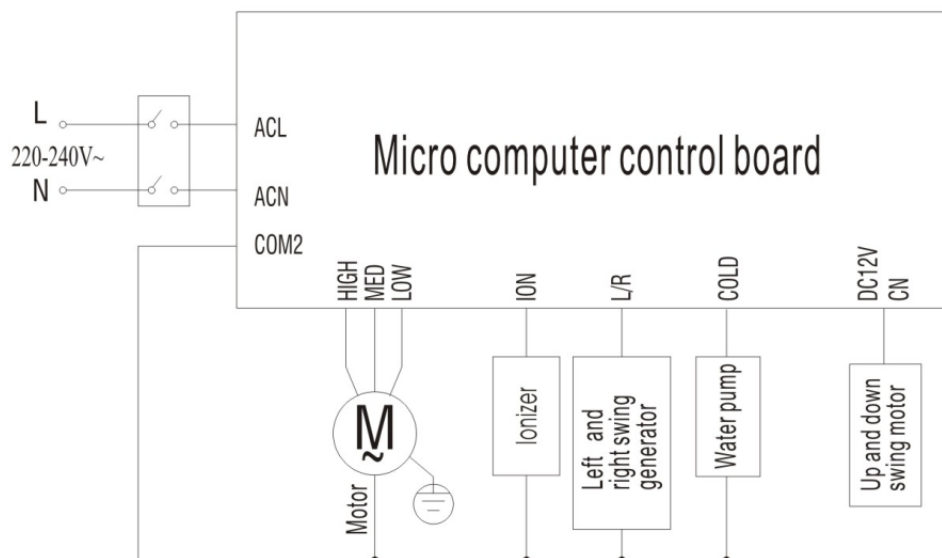 L
220-240V~
N
ACL
ACN
COM2
Micro computer control board
HIGH
MED
LOW
ION
L/R
COLD
DC12V
CN
M
~
Motor
Ionizer
Left and
right swing
generator
Water pump
Up and down
swing motor